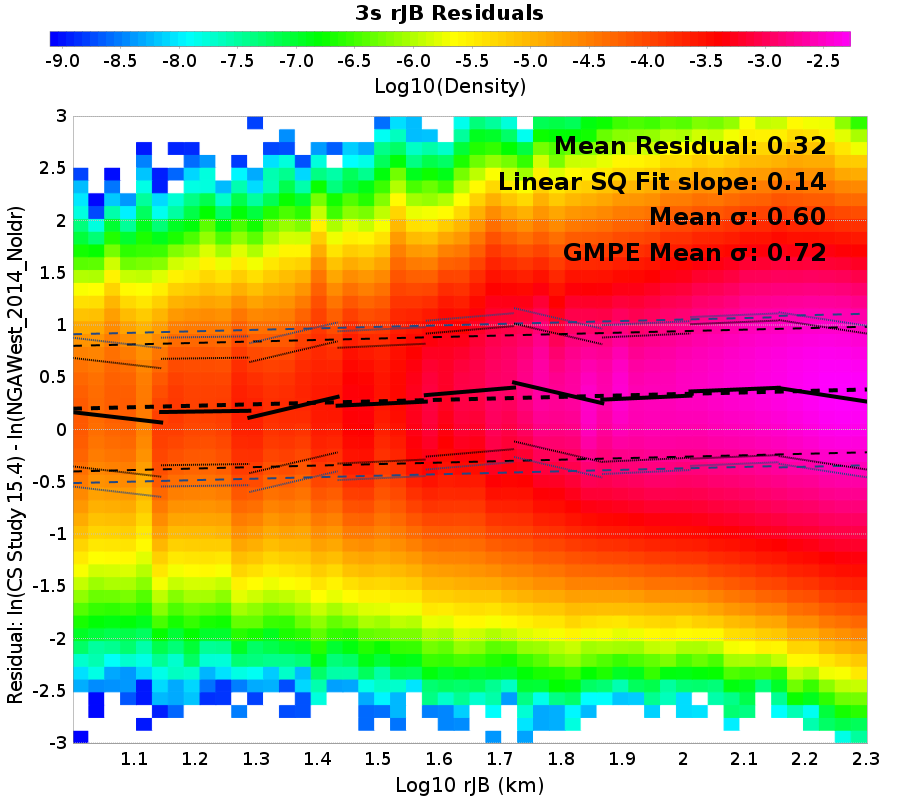 3s rJB Residuals
-9.0 -8.5 -8.0 -7.5 -7.0 -6.5 -6.0 -5.5 -5.0 -4.5 -4.0 -3.5 -3.0 -2.5
Log10(Density)
Mean Residual: 0.32
Linear SQ Fit slope: 0.14
Mean σ: 0.60
GMPE Mean σ: 0.72
Residual: ln(CS Study 15.4) - ln(NGAWest_2014_NoIdr)
3
2.5
2
1.5
1
0.5
0
-0.5
-1
-1.5
-2
-2.5
-3
1.1 1.2 1.3 1.4 1.5 1.6 1.7 1.8 1.9 2 2.1 2.2 2.3
Log10 rJB (km)